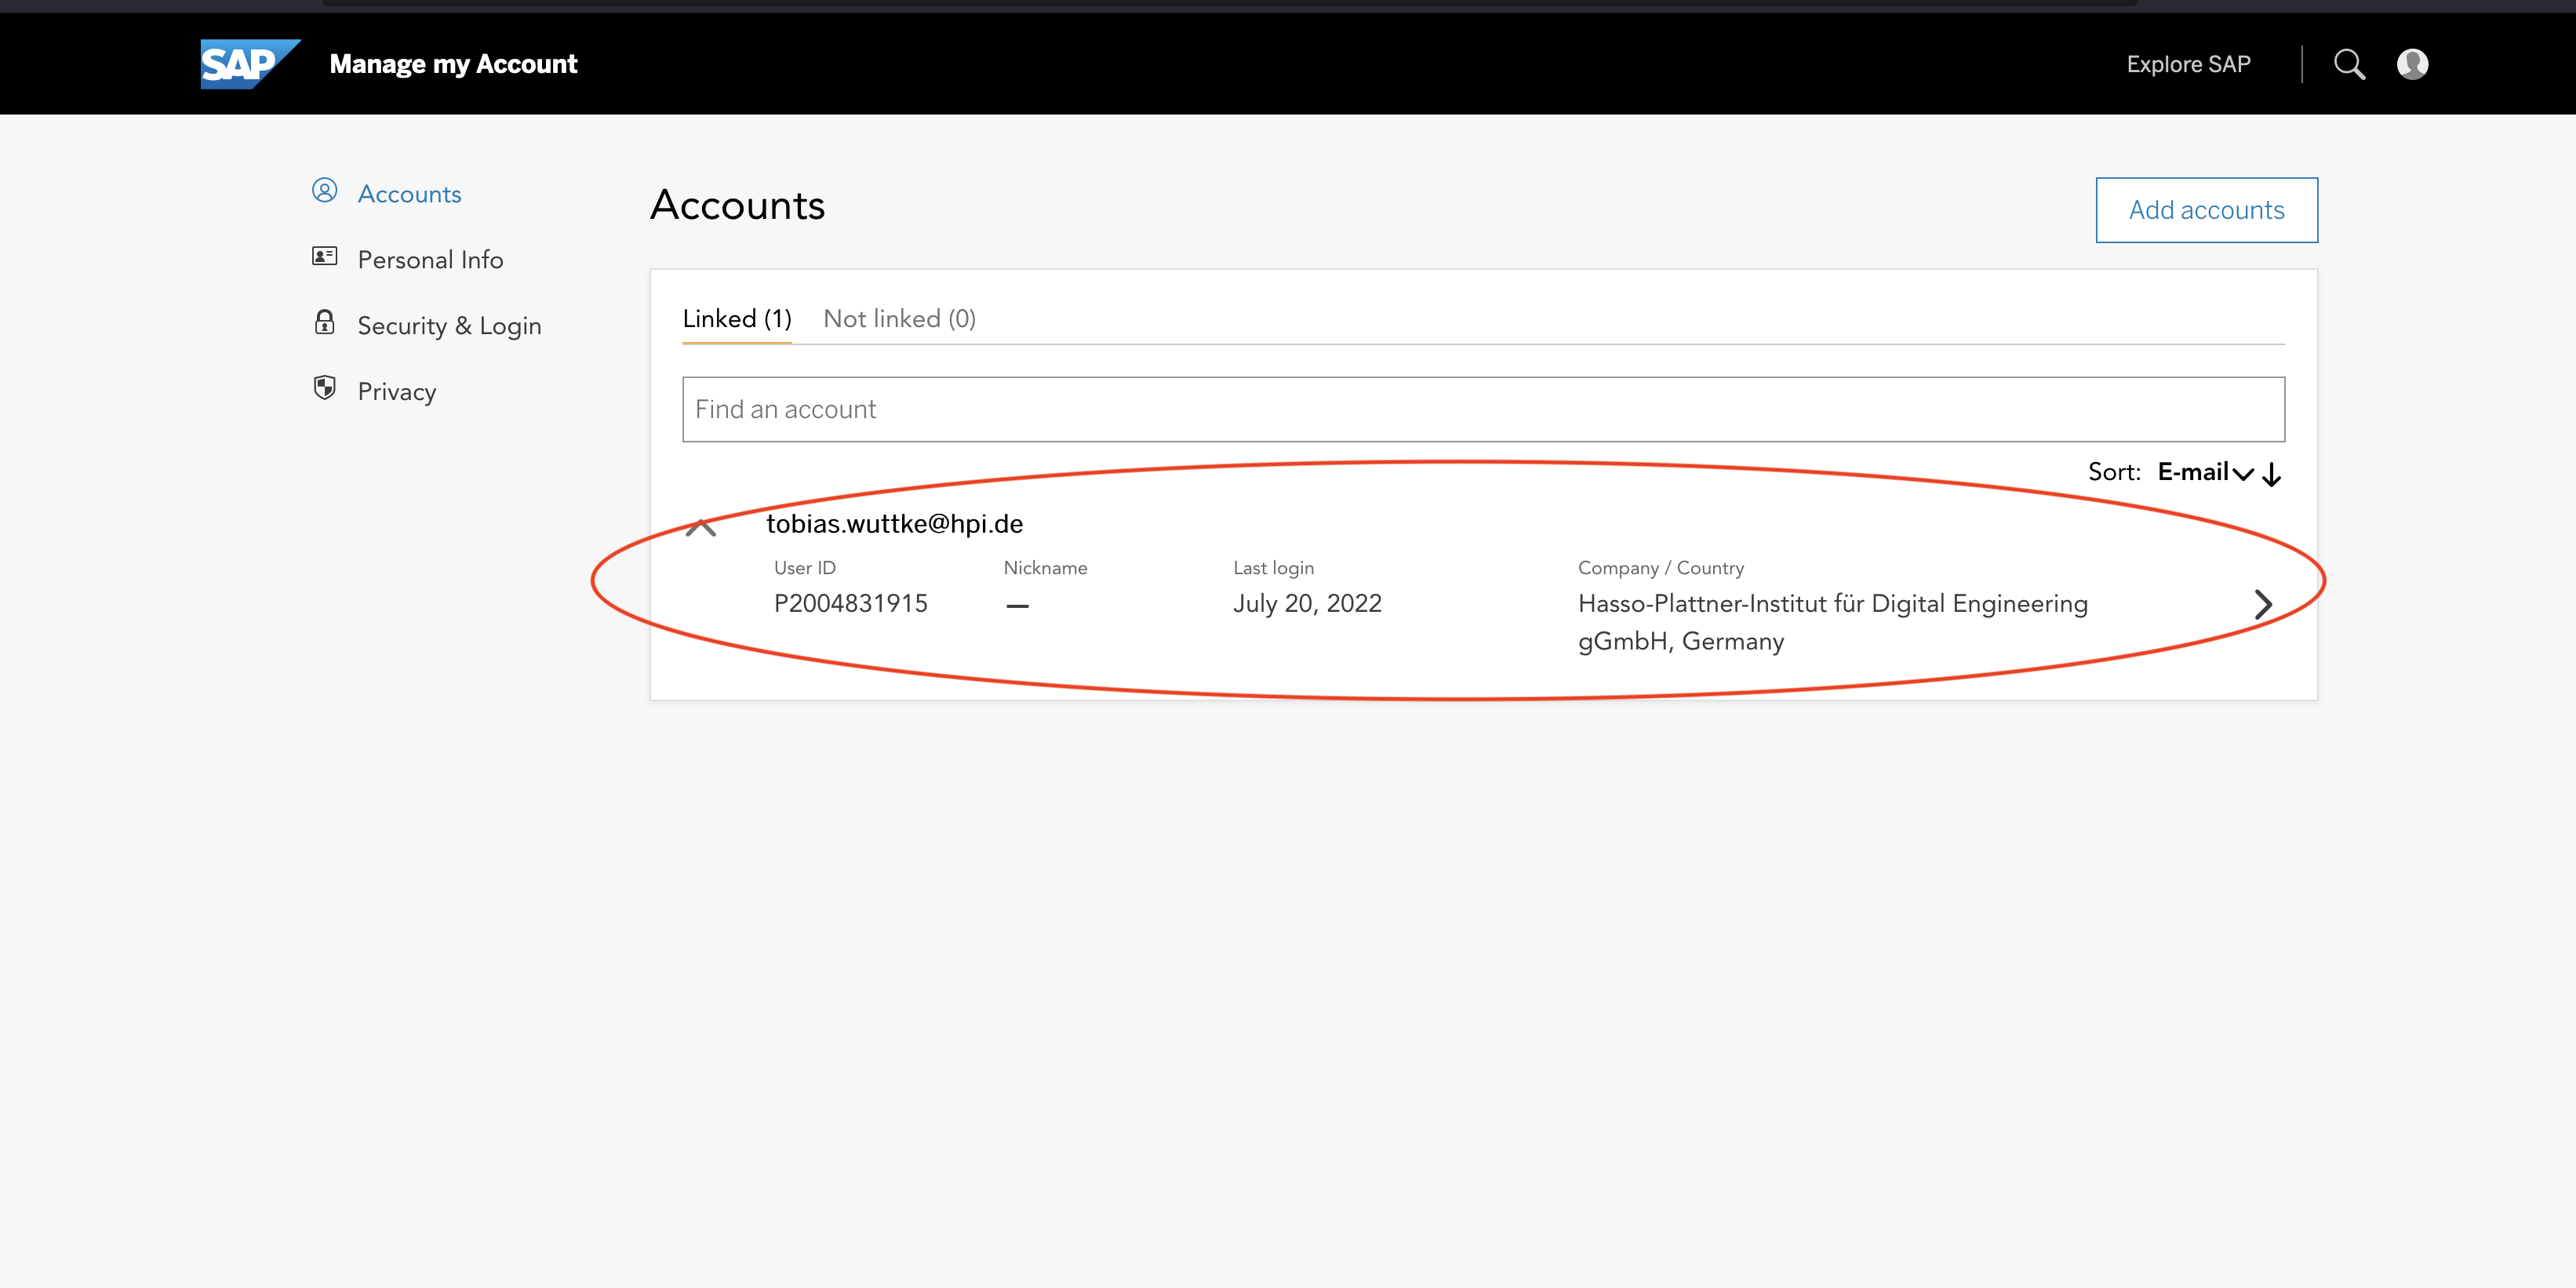 SAP Manage my Account Explore SAP
Accounts
Personal Info
Security & Login
Privacy
Accounts
Add accounts
Linked (1) Not linked (0)
Find an account
Sort: E-mail
tobias.wuttke@hpi.de
User ID Nickname Last login Company / Country
P2004831915 — July 20, 2022 Hasso-Plattner-Institut für Digital Engineering
gGmbH, Germany